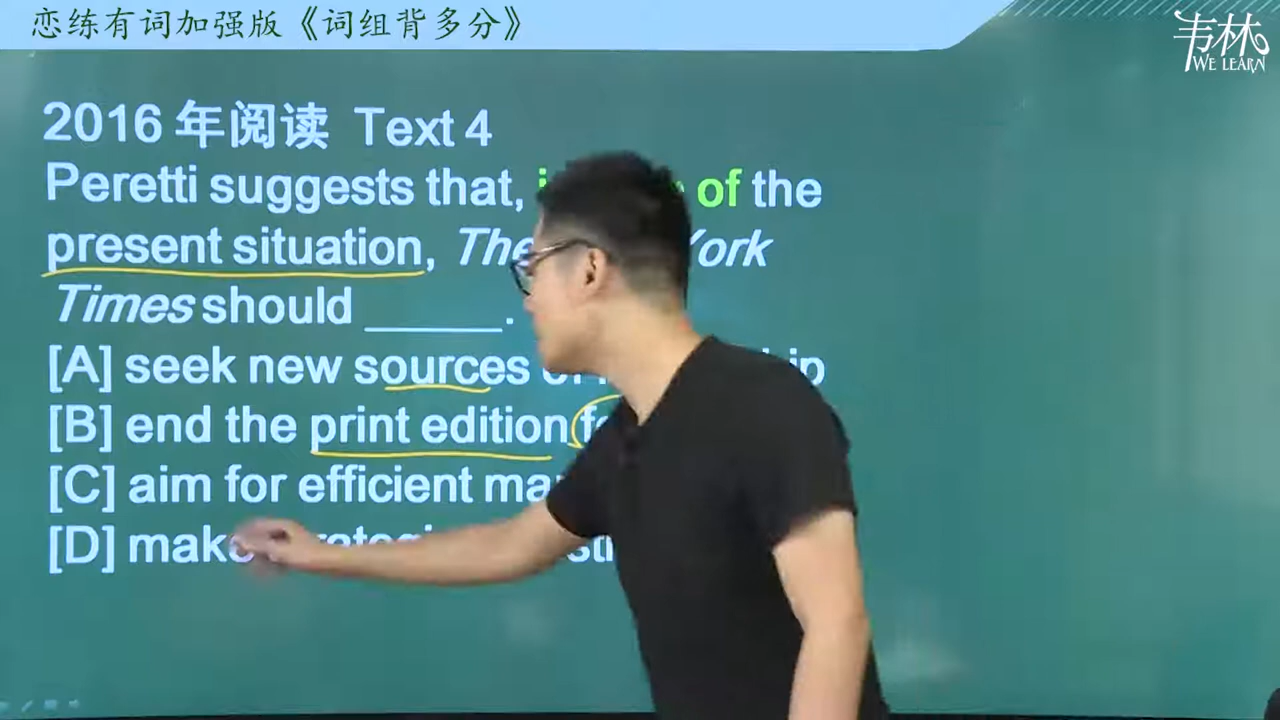 恋练有词加强版《词组背多分》
韦林
WE LEARN
2016 年阅读 Text 4
Peretti suggests that, of the
present situation, The York
Times should ______.
[A] seek new sources
[B] end the print edition
[C] aim for efficient
[D] make